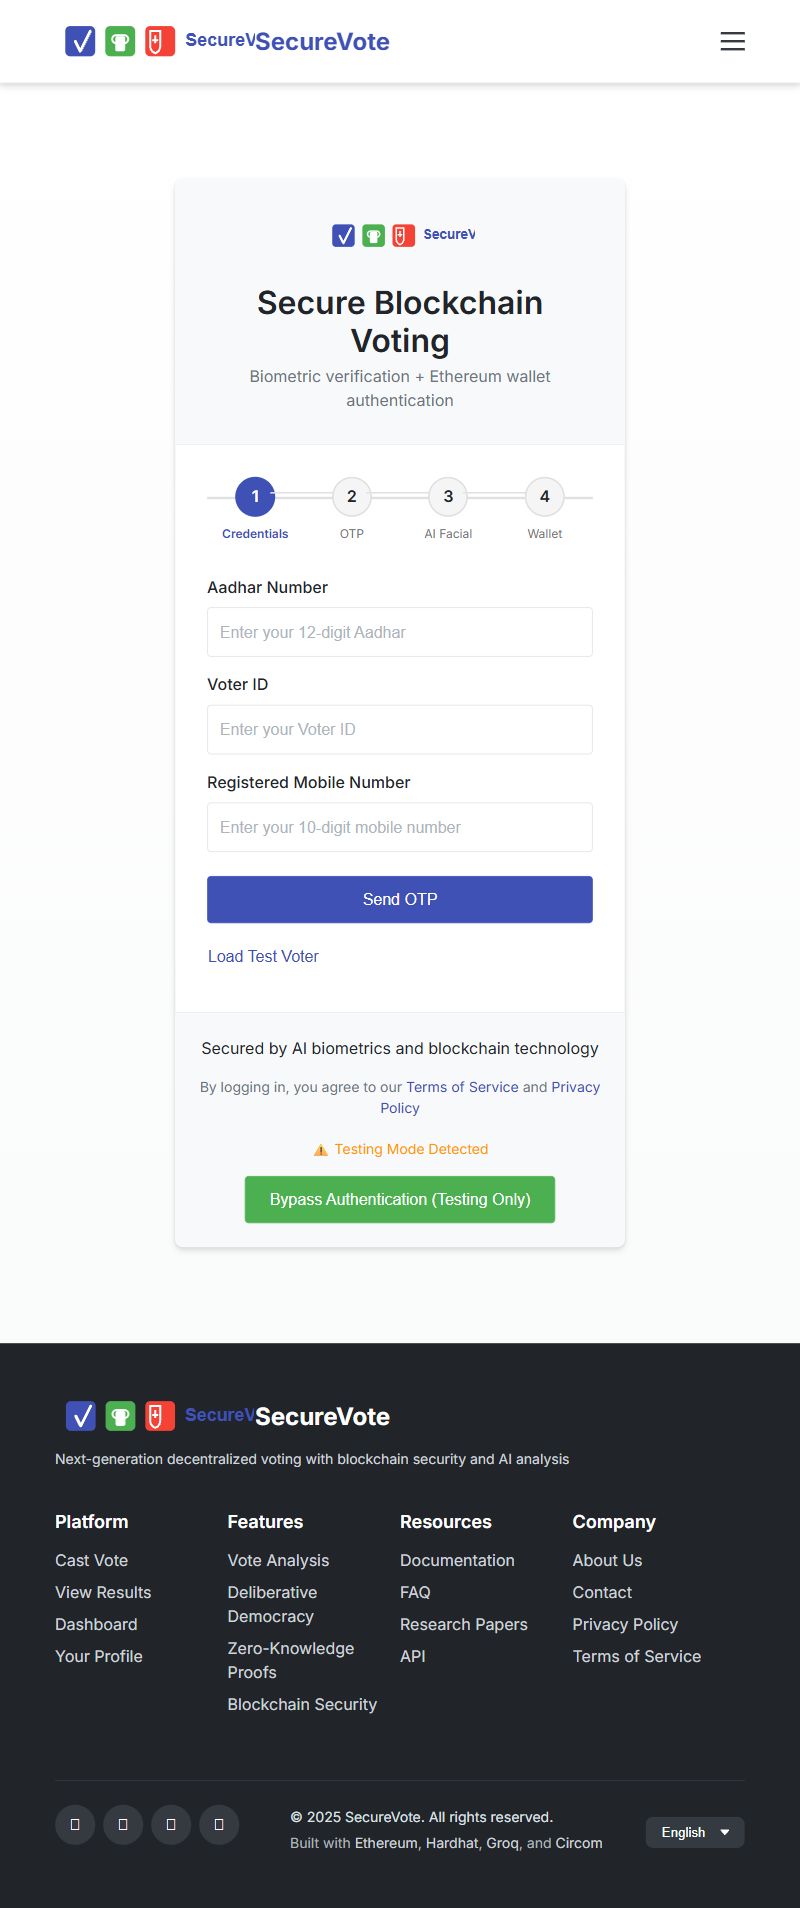 SecureV
SecureVote
SecureV
Secure Blockchain
Voting
Biometric verification + Ethereum wallet
authentication
1 2 3 4
Credentials OTP AI Facial Wallet
Aadhar Number
Enter your 12-digit Aadhar
Voter ID
Enter your Voter ID
Registered Mobile Number
Enter your 10-digit mobile number
Send OTP
Load Test Voter
Secured by AI biometrics and blockchain technology
By logging in, you agree to our Terms of Service and Privacy
Policy
Testing Mode Detected
Bypass Authentication (Testing Only)
SecureV
SecureVote
Next-generation decentralized voting with blockchain security and AI analysis
Platform
Cast Vote
View Results
Dashboard
Your Profile
Features
Vote Analysis
Deliberative
Democracy
Zero-Knowledge
Proofs
Blockchain Security
Resources
Documentation
FAQ
Research Papers
API
Company
About Us
Contact
Privacy Policy
Terms of Service
© 2025 SecureVote. All rights reserved.
Built with Ethereum, Hardhat, Groq, and Circom
English